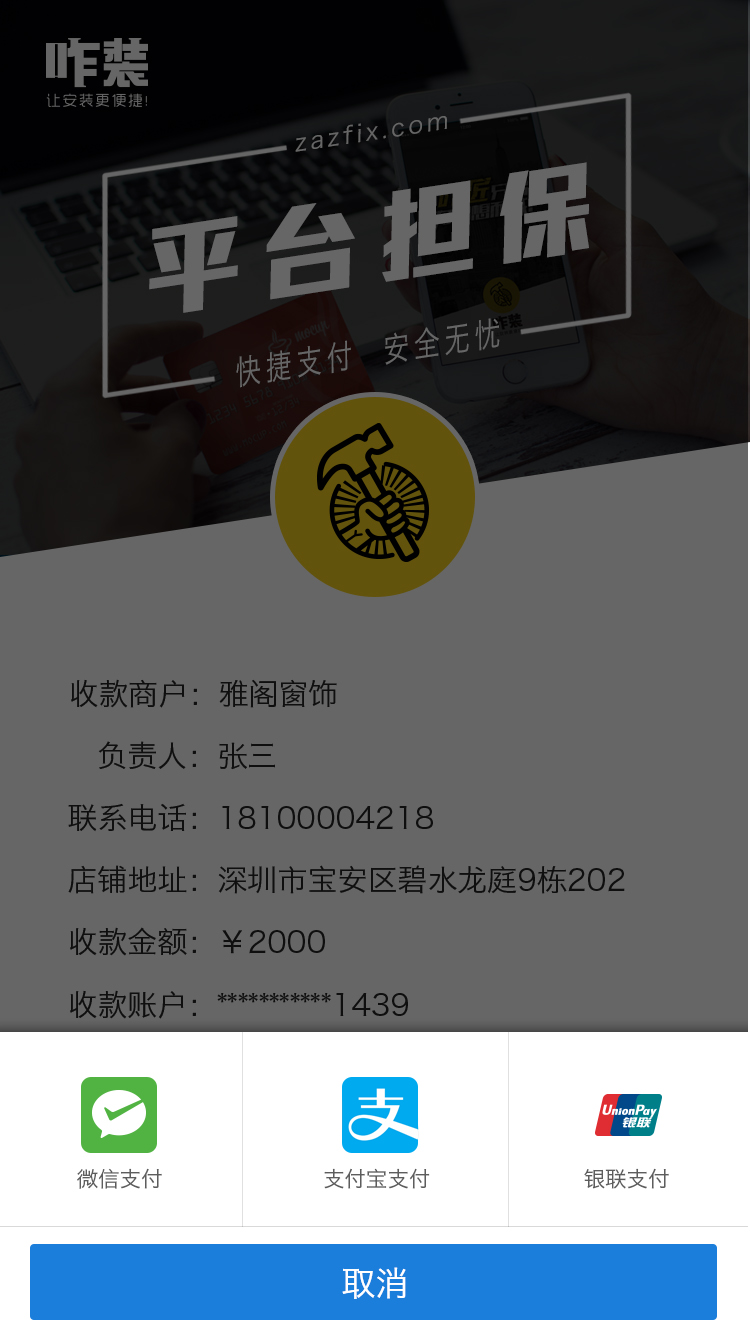 咋装
让安装更便捷!
zazfix.com
平台担保
快捷支付 安全无忧
收款商户：雅阁窗饰
负责人：张三
联系电话：18100004218
店铺地址：深圳市宝安区碧水龙庭9栋202
收款金额：￥2000
收款账户：***********1439
UnionPay
银联
微信支付
支付宝支付
银联支付
取消